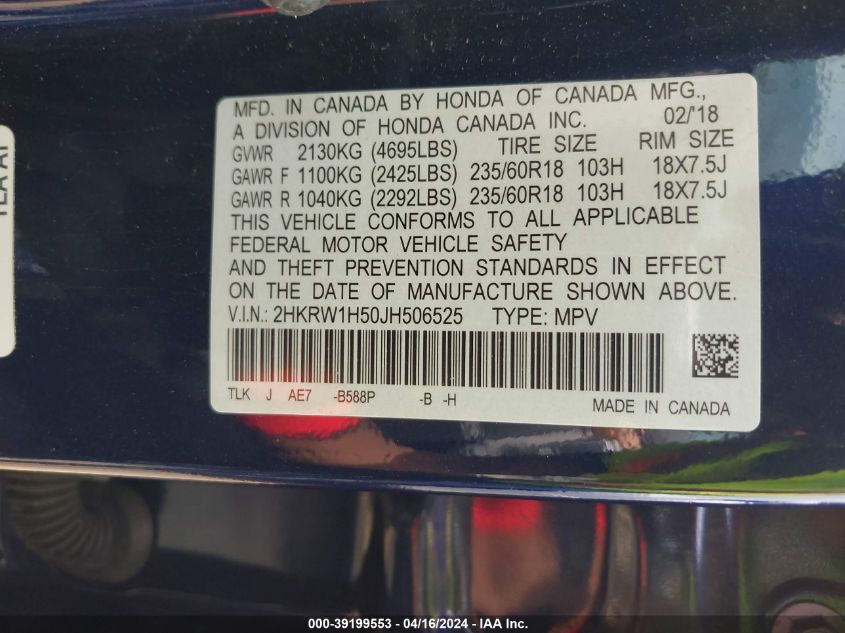 MFD. IN CANADA BY HONDA OF CANADA MFG.,
A DIVISION OF HONDA CANADA INC. 02/'18
GVWR 2130KG (4695LBS) TIRE SIZE RIM SIZE
GAWR F 1100KG (2425LBS) 235/60R18 103H 18X7.5J
GAWR R 1040KG (2292LBS) 235/60R18 103H 18X7.5J
THIS VEHICLE CONFORMS TO ALL APPLICABLE
FEDERAL MOTOR VEHICLE SAFETY
AND THEFT PREVENTION STANDARDS IN EFFECT
ON THE DATE OF MANUFACTURE SHOWN ABOVE.
V.I.N.: 2HKRW1H50JH506525 TYPE: MPV
TLK J AE7 -B588P -B -H
MADE IN CANADA
000-39199553 - 04/16/2024 - IAA Inc.